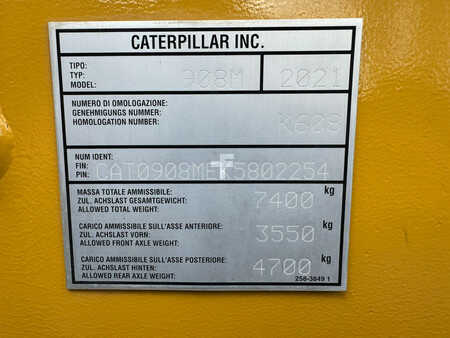 CATERPILLAR INC.
TIPO:
TYP:
MODEL:
908M
2021
NUMERO DI OMOLOGAZIONE:
GENEHMIGUNGS NUMMER:
HOMOLOGATION NUMBER:
K608
NUM IDENT:
FIN:
PIN:
MASSA TOTALE AMMISSIBILE:
ZUL. ACHSLAST GESAMTGEWICHT:
ALLOWED TOTAL WEIGHT:
7400 kg
CARICO AMMISSIBILE SULL'ASSE ANTERIORE:
ZUL. ACHSLAST VORN:
ALLOWED FRONT AXLE WEIGHT:
3550 kg
CARICO AMMISSIBILE SULL'ASSE POSTERIORE:
ZUL. ACHSLAST HINTEN:
ALLOWED REAR AXLE WEIGHT:
4700 kg
258-3849 1